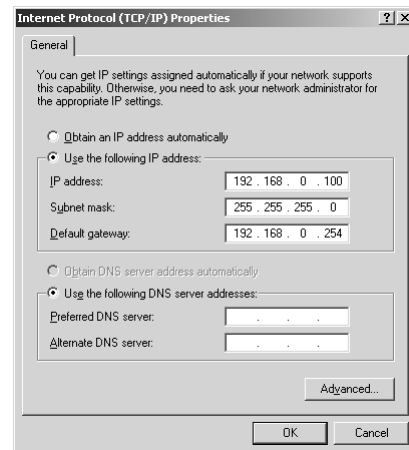 Internet Protocol (TCP/IP) Properties
General
You can get IP settings assigned automatically if your network supports
this capability. Otherwise, you need to ask your network administrator for
the appropriate IP settings.
Obtain an IP address automatically
Use the following IP address:
IP address: 192 . 168 . 0 . 100
Subnet mask: 255 . 255 . 255 . 0
Default gateway: 192 . 168 . 0 . 254
Obtain DNS server address automatically
Use the following DNS server addresses:
Preferred DNS server: . . .
Alternate DNS server: . . .
Advanced...
OK Cancel